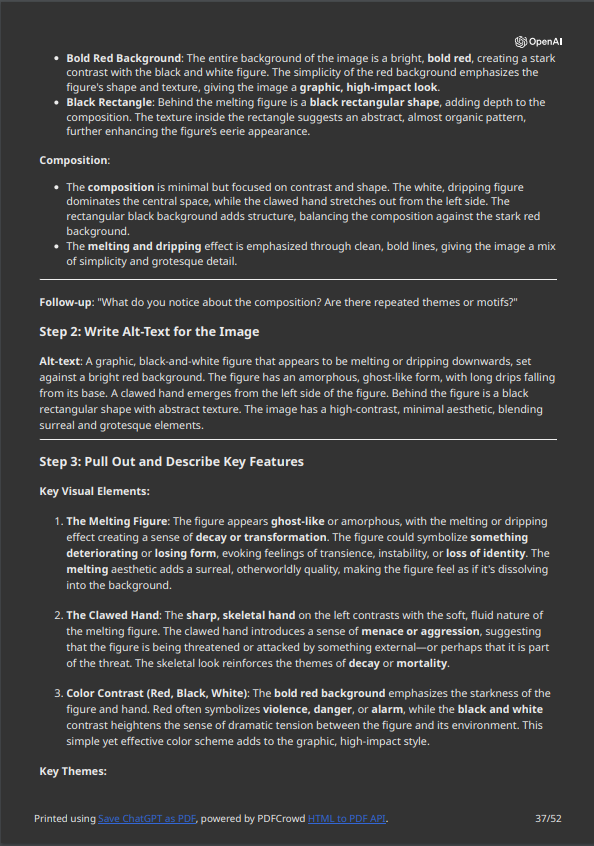 OpenAI
Bold Red Background: The entire background of the image is a bright, bold red, creating a stark
contrast with the black and white figure. The simplicity of the red background emphasizes the
figure's shape and texture, giving the image a graphic, high-impact look.
Black Rectangle: Behind the melting figure is a black rectangular shape, adding depth to the
composition. The texture inside the rectangle suggests an abstract, almost organic pattern,
further enhancing the figure's eerie appearance.
Composition:
The composition is minimal but focused on contrast and shape. The white, dripping figure
dominates the central space, while the clawed hand stretches out from the left side. The
rectangular black background adds structure, balancing the composition against the stark red
background.
The melting and dripping effect is emphasized through clean, bold lines, giving the image a mix
of simplicity and grotesque detail.
Follow-up: "What do you notice about the composition? Are there repeated themes or motifs?"
Step 2: Write Alt-Text for the Image
Alt-text: A graphic, black-and-white figure that appears to be melting or dripping downwards, set
against a bright red background. The figure has an amorphous, ghost-like form, with long drips falling
from its base. A clawed hand emerges from the left side of the figure. Behind the figure is a black
rectangular shape with abstract texture. The image has a high-contrast, minimal aesthetic, blending
surreal and grotesque elements.
Step 3: Pull Out and Describe Key Features
Key Visual Elements:
1. The Melting Figure: The figure appears ghost-like or amorphous, with the melting or dripping
effect creating a sense of decay or transformation. The figure could symbolize something
deteriorating or losing form, evoking feelings of transience, instability, or loss of identity. The
melting aesthetic adds a surreal, otherworldly quality, making the figure feel as if it's dissolving
into the background.
2. The Clawed Hand: The sharp, skeletal hand on the left contrasts with the soft, fluid nature of
the melting figure. The clawed hand introduces a sense of menace or aggression, suggesting
that the figure is being threatened or attacked by something external—or perhaps that it is part
of the threat. The skeletal look reinforces the themes of decay or mortality.
3. Color Contrast (Red, Black, White): The bold red background emphasizes the starkness of the
figure and hand. Red often symbolizes violence, danger, or alarm, while the black and white
contrast heightens the sense of dramatic tension between the figure and its environment. This
simple yet effective color scheme adds to the graphic, high-impact style.
Key Themes:
Printed using Save ChatGPT as PDF, powered by PDFCrowd HTML to PDF API. 37/52